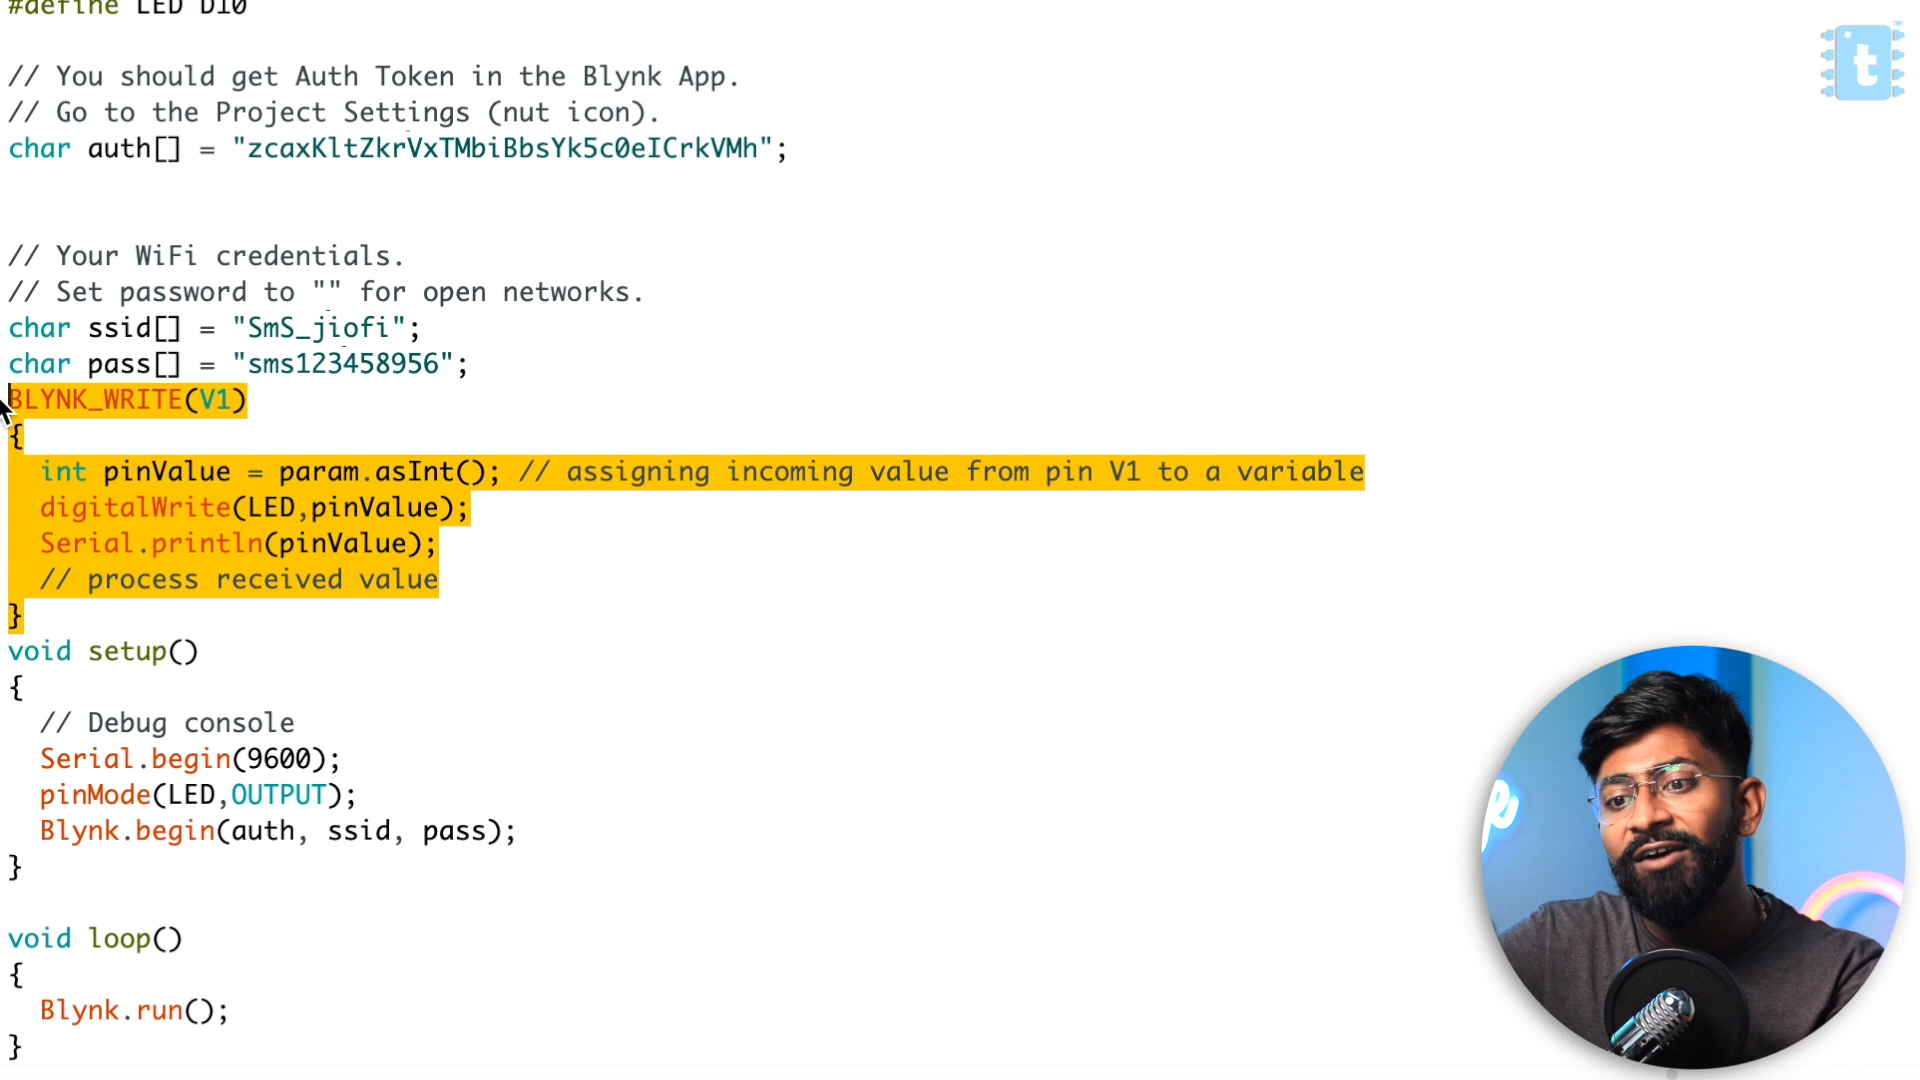 #define LED D10
// You should get Auth Token in the Blynk App.
// Go to the Project Settings (nut icon).
char auth[] = "zcaxKltZkrVxTMbiBbsYk5c0eICrkVMh";
// Your WiFi credentials.
// Set password to "" for open networks.
char ssid[] = "SmS_jiofi";
char pass[] = "sms123458956";
BLYNK_WRITE(V1)
{
int pinValue = param.asInt(); // assigning incoming value from pin V1 to a variable
digitalWrite(LED,pinValue);
Serial.println(pinValue);
// process received value
}
void setup()
{
// Debug console
Serial.begin(9600);
pinMode(LED,OUTPUT);
Blynk.begin(auth, ssid, pass);
}
void loop()
{
Blynk.run();
}
t